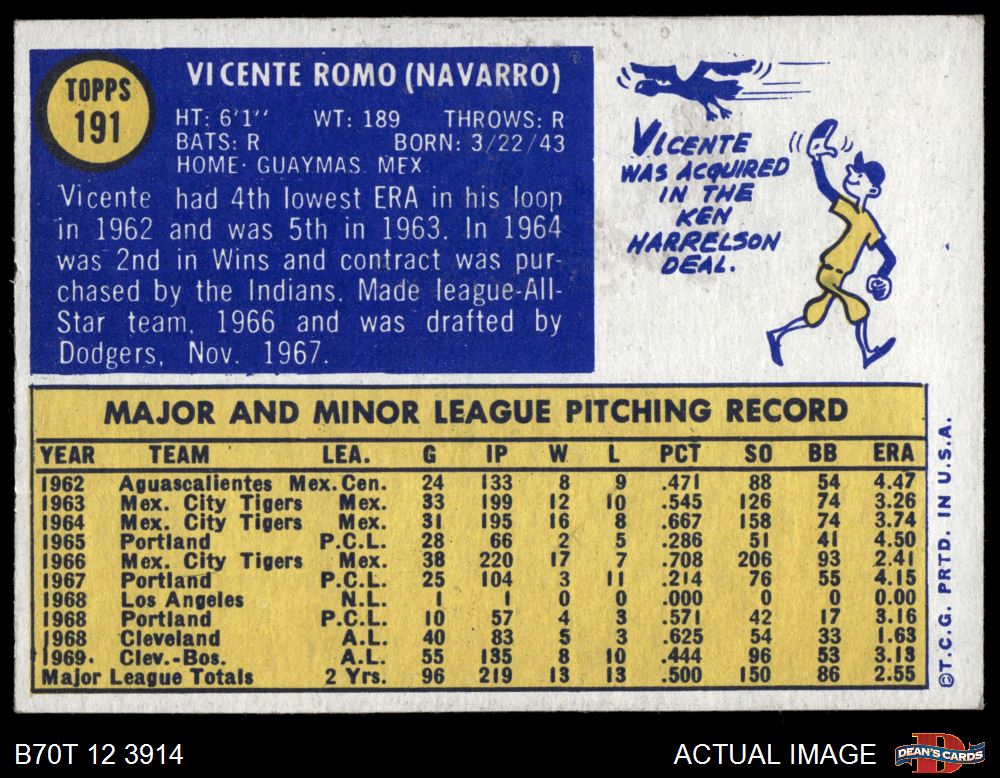 TOPPS
191
VICENTE ROMO (NAVARRO)
HT: 6'1'' WT: 189 THROWS: R
BATS: R BORN: 3/22/43
HOME· GUAYMAS. MEX
Vicente had 4th lowest ERA in his loop
in 1962 and was 5th in 1963. In 1964
was 2nd in Wins and contract was pur-
chased by the Indians. Made league-All-
Star team, 1966 and was drafted by
Dodgers, Nov. 1967.
VICENTE
WAS ACQUIRED
IN THE
KEN
HARRELSON
DEAL.
MAJOR AND MINOR LEAGUE PITCHING RECORD
YEAR TEAM LEA. G IP W L PCT SO BB ERA
1962 Aguascalientes Mex. Cen. 24 133 8 9 .471 88 54 4.47
1963 Mex. City Tigers Mex. 33 199 12 10 .545 126 74 3.26
1964 Mex. City Tigers Mex. 31 195 16 8 .667 158 74 3.74
1965 Portland P.C.L. 28 66 2 5 .286 51 41 4.50
1966 Mex. City Tigers Mex. 38 220 17 7 .708 206 93 2.41
1967 Portland P.C.L. 25 104 3 11 .214 76 55 4.15
1968 Los Angeles N.L. 1 1 0 0 .000 0 0 0.00
1968 Portland P.C.L. 10 57 4 3 .571 42 17 3.16
1968 Cleveland A.L. 40 83 5 3 .625 54 33 1.63
1969· Clev.-Bos. A.L. 55 135 8 10 .444 96 53 3.13
Major League Totals 2 Yrs. 96 219 13 13 .500 150 86 2.55
©T.C.G. PRTD. IN U.S.A.
B70T 12 3914
ACTUAL IMAGE
DEAN'S CARDS